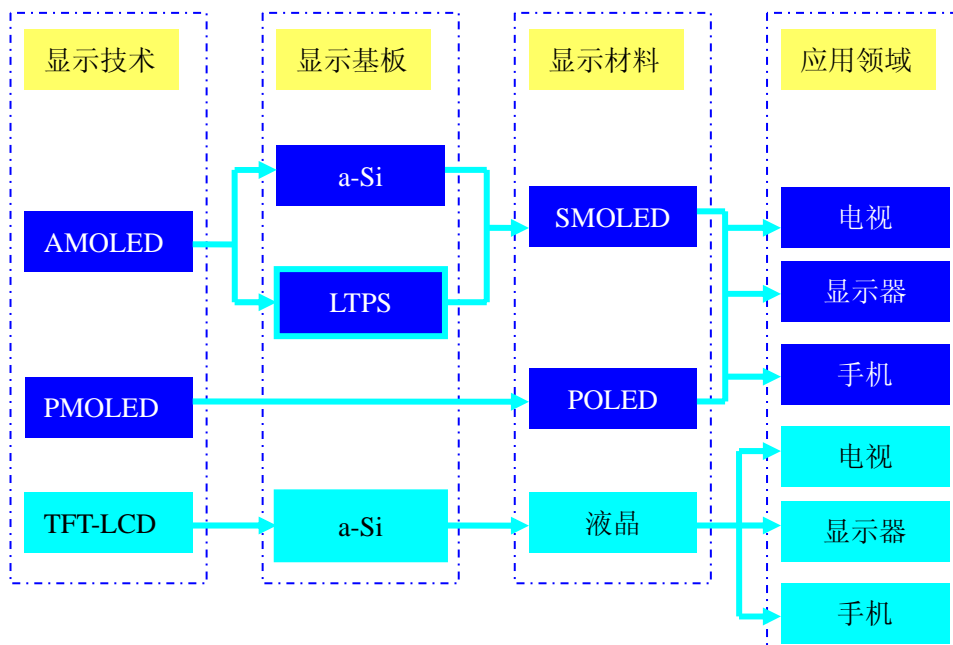 显示技术
显示基板
显示材料
应用领域
a-Si
AMOLED
SMOLED
电视
LTPS
显示器
手机
PMOLED
POLED
电视
TFT-LCD
a-Si
液晶
显示器
手机